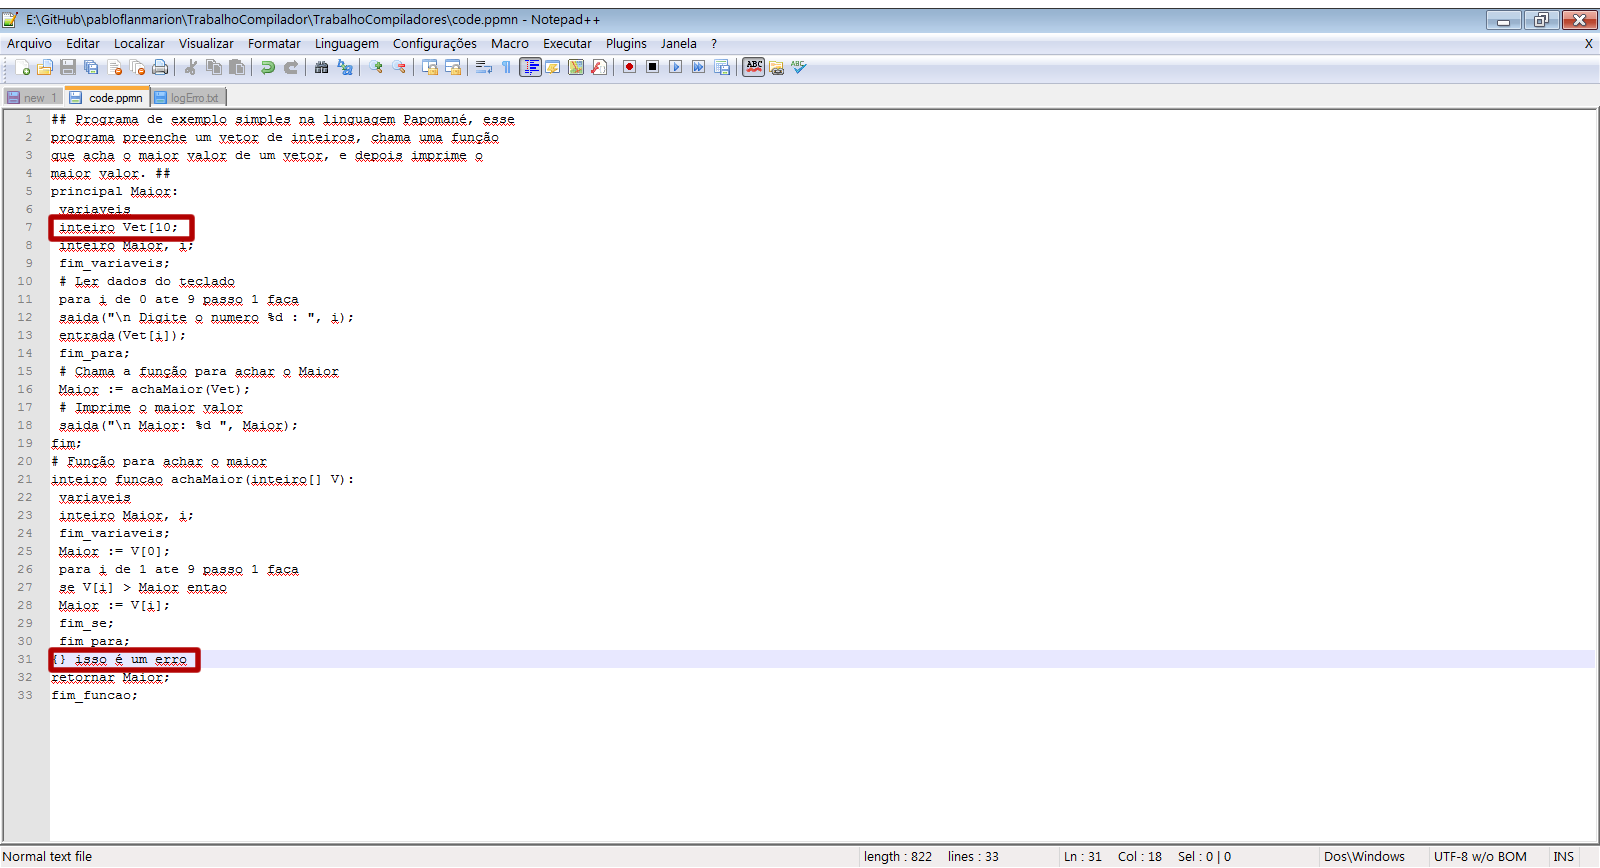 E:\GitHub\pabloflanmarion\TrabalhoCompilador\TrabalhoCompiladores\code.ppmn - Notepad++
Arquivo Editar Localizar Visualizar Formatar Linguagem Configurações Macro Executar Plugins Janela ? X
new 1 code.ppmn logErro.txt
1 ## Programa de exemplo simples na linguagem Papomané, esse
2 programa preenche um vetor de inteiros, chama uma função
3 que acha o maior valor de um vetor, e depois imprime o
4 maior valor. ##
5 principal Maior:
6 variaveis
7 inteiro Vet[10;
8 inteiro Maior, i;
9 fim_variaveis;
10 # Ler dados do teclado
11 para i de 0 ate 9 passo 1 faca
12 saida("\n Digite o numero %d : ", i);
13 entrada(Vet[i]);
14 fim_para;
15 # Chama a função para achar o Maior
16 Maior := achaMaior(Vet);
17 # Imprime o maior valor
18 saida("\n Maior: %d ", Maior);
19 fim;
20 # Função para achar o maior
21 inteiro funcao achaMaior(inteiro[] V):
22 variaveis
23 inteiro Maior, i;
24 fim_variaveis;
25 Maior := V[0];
26 para i de 1 ate 9 passo 1 faca
27 se V[i] > Maior entao
28 Maior := V[i];
29 fim_se;
30 fim_para;
31 {} isso é um erro
32 retornar Maior;
33 fim_funcao;
Normal text file length : 822 lines : 33 Ln : 31 Col : 18 Sel : 0 | 0 Dos\Windows UTF-8 w/o BOM INS